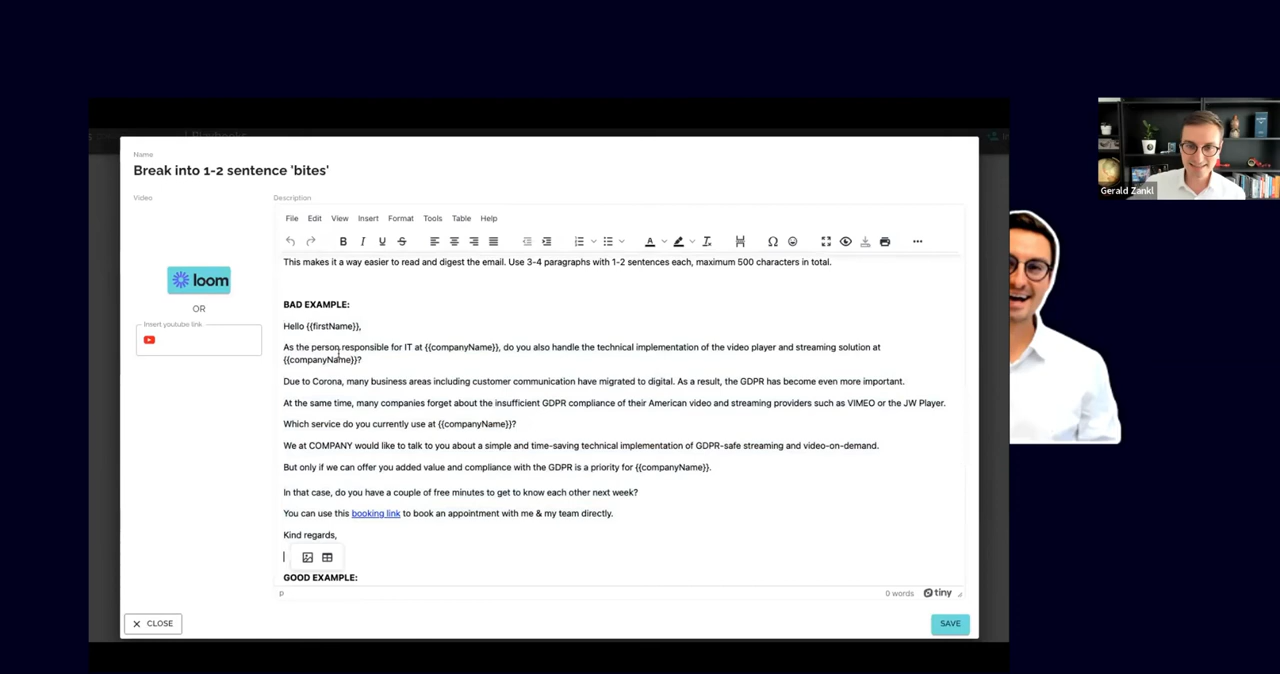 Playbooks
Name
Break into 1-2 sentence 'bites'
Video
Description
File Edit View Insert Format Tools Table Help
loom
OR
Insert youtube link
This makes it a way easier to read and digest the email. Use 3-4 paragraphs with 1-2 sentences each, maximum 500 characters in total.
BAD EXAMPLE:
Hello {{firstName}},
As the person responsible for IT at {{companyName}}, do you also handle the technical implementation of the video player and streaming solution at
{{companyName}}?
Due to Corona, many business areas including customer communication have migrated to digital. As a result, the GDPR has become even more important.
At the same time, many companies forget about the insufficient GDPR compliance of their American video and streaming providers such as VIMEO or the JW Player.
Which service do you currently use at {{companyName}}?
We at COMPANY would like to talk to you about a simple and time-saving technical implementation of GDPR-safe streaming and video-on-demand.
But only if we can offer you added value and compliance with the GDPR is a priority for {{companyName}}.
In that case, do you have a couple of free minutes to get to know each other next week?
You can use this booking link to book an appointment with me & my team directly.
Kind regards,
GOOD EXAMPLE:
p
0 words
tiny
CLOSE
SAVE
Gerald Zankl